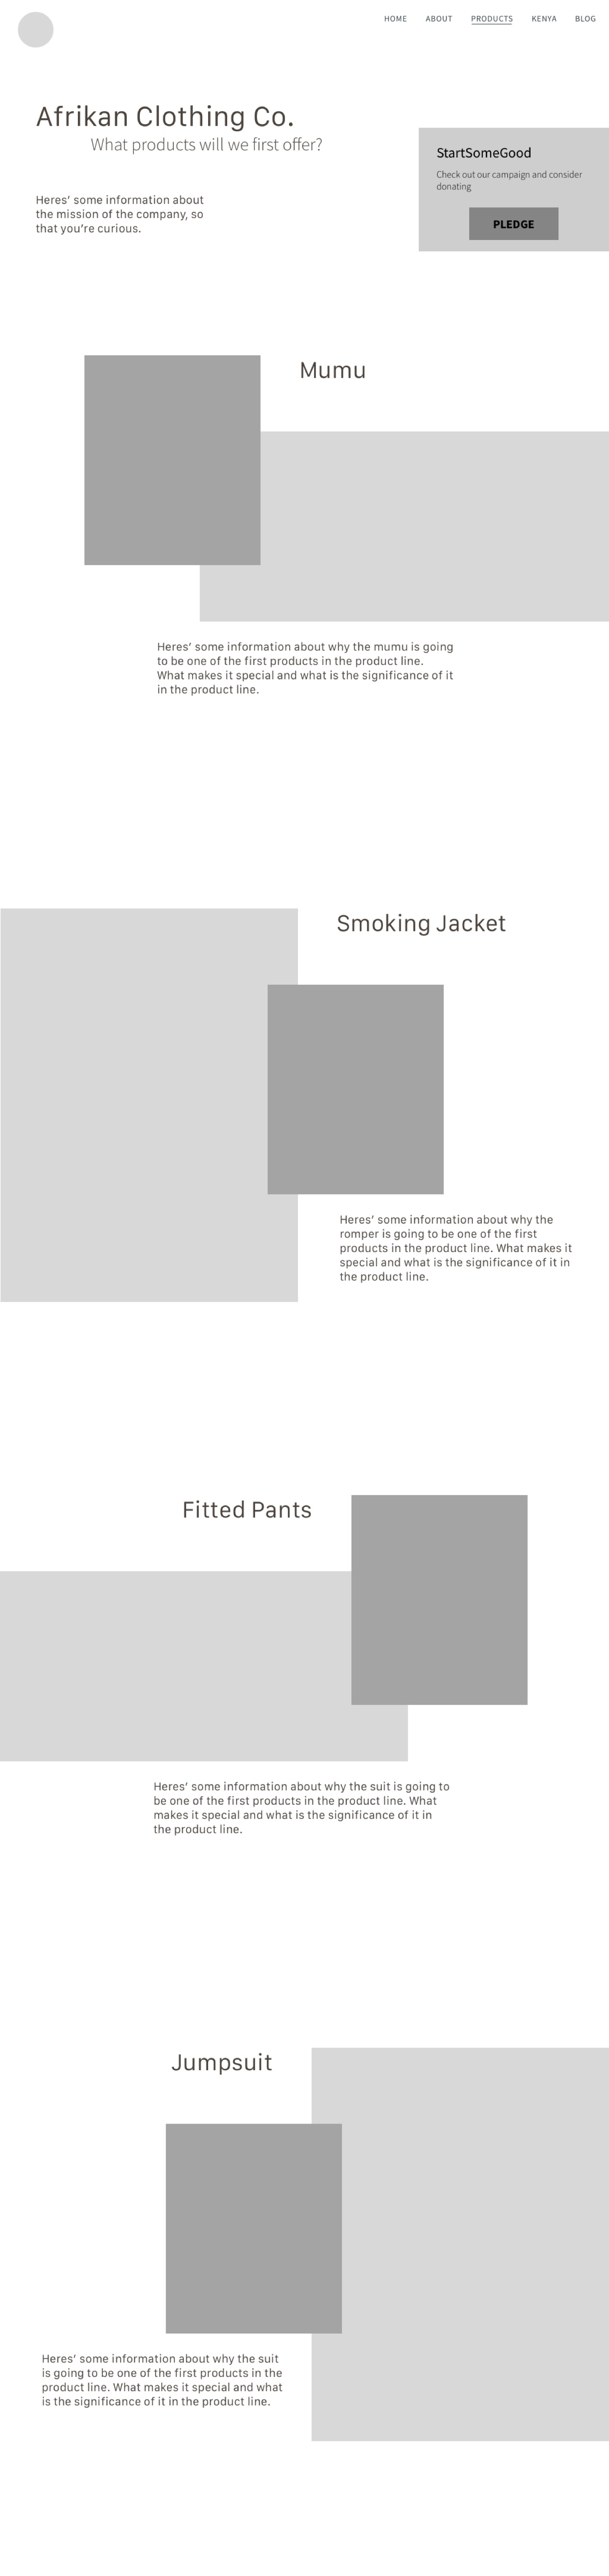 HOME ABOUT PRODUCTS KENYA BLOG
Afrikan Clothing Co.
What products will we first offer?
Heres’ some information about
the mission of the company, so
that you’re curious.
StartSomeGood
Check out our campaign and consider
donating
PLEDGE
Mumu
Heres’ some information about why the mumu is going
to be one of the first products in the product line.
What makes it special and what is the significance of it
in the product line.
Smoking Jacket
Heres’ some information about why the
romper is going to be one of the first
products in the product line. What makes it
special and what is the significance of it in
the product line.
Fitted Pants
Heres’ some information about why the suit is going to
be one of the first products in the product line. What
makes it special and what is the significance of it in
the product line.
Jumpsuit
Heres’ some information about why the suit
is going to be one of the first products in the
product line. What makes it special and what
is the significance of it in the product line.